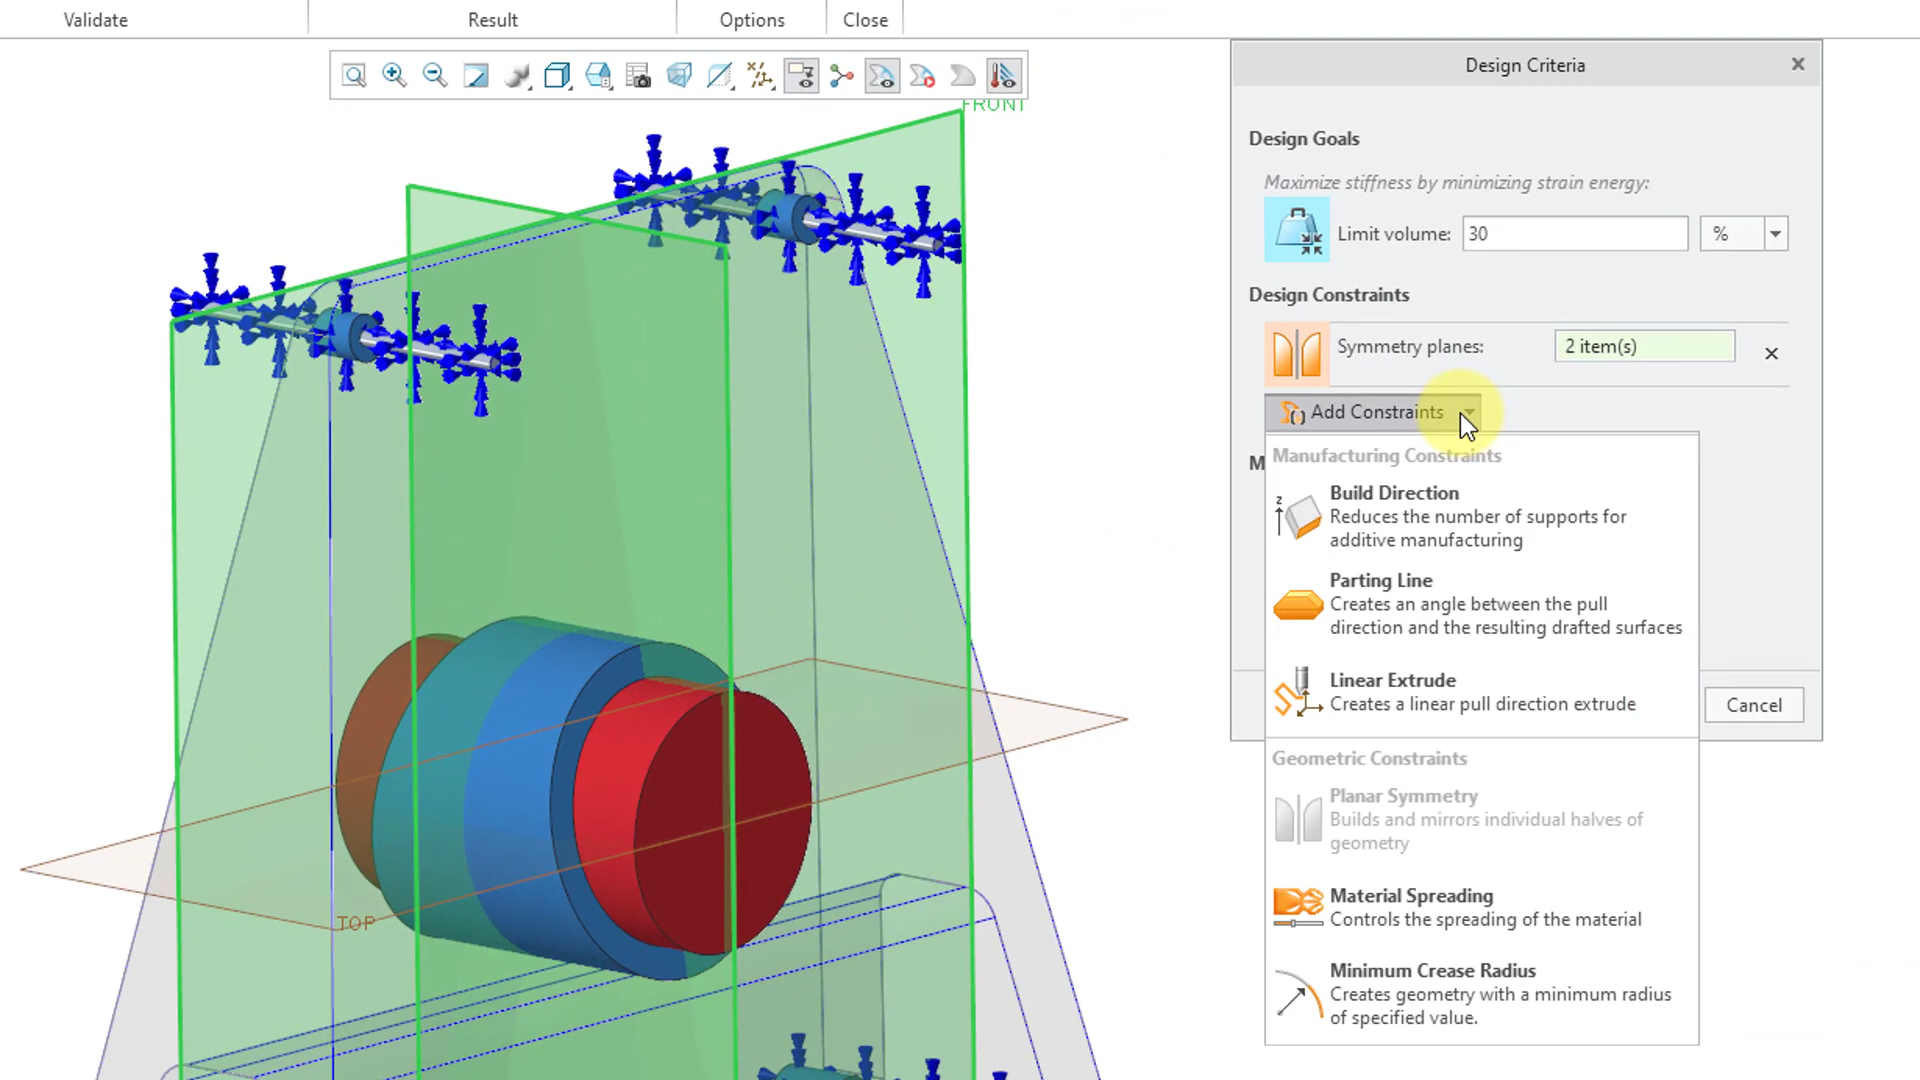 Validate
Result
Options
Close
FRONT
Design Criteria
Design Goals
Maximize stiffness by minimizing strain energy:
Limit volume:
30
%
Design Constraints
Symmetry planes:
2 item(s)
Add Constraints
M
Manufacturing Constraints
Build Direction
Reduces the number of supports for
additive manufacturing
Parting Line
Creates an angle between the pull
direction and the resulting drafted surfaces
Linear Extrude
Creates a linear pull direction extrude
Cancel
Geometric Constraints
Planar Symmetry
Builds and mirrors individual halves of
geometry
Material Spreading
Controls the spreading of the material
Minimum Crease Radius
Creates geometry with a minimum radius
of specified value.
TOP
z